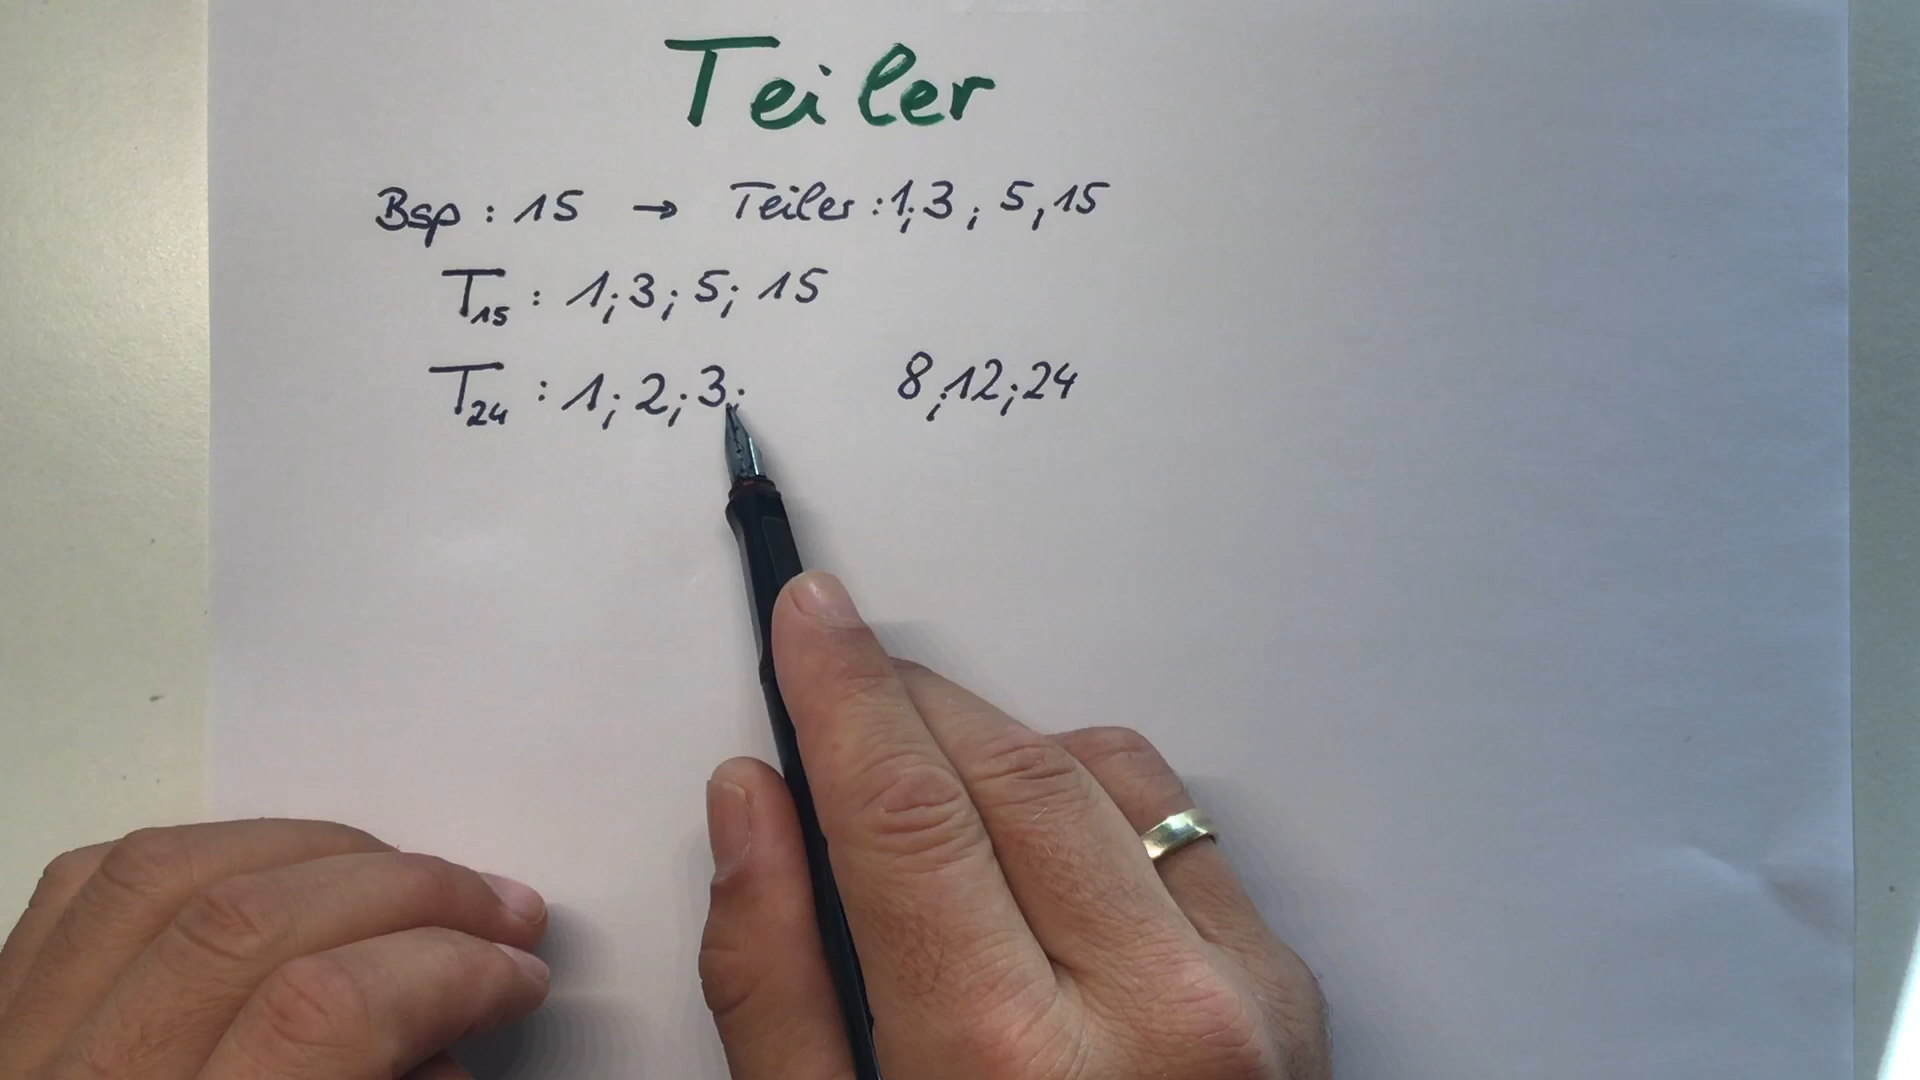 Teiler
Bsp : 15 → Teiler : 1; 3 ; 5, 15
T15 : 1; 3 ; 5; 15
T24 : 1; 2; 3; 8;12;24